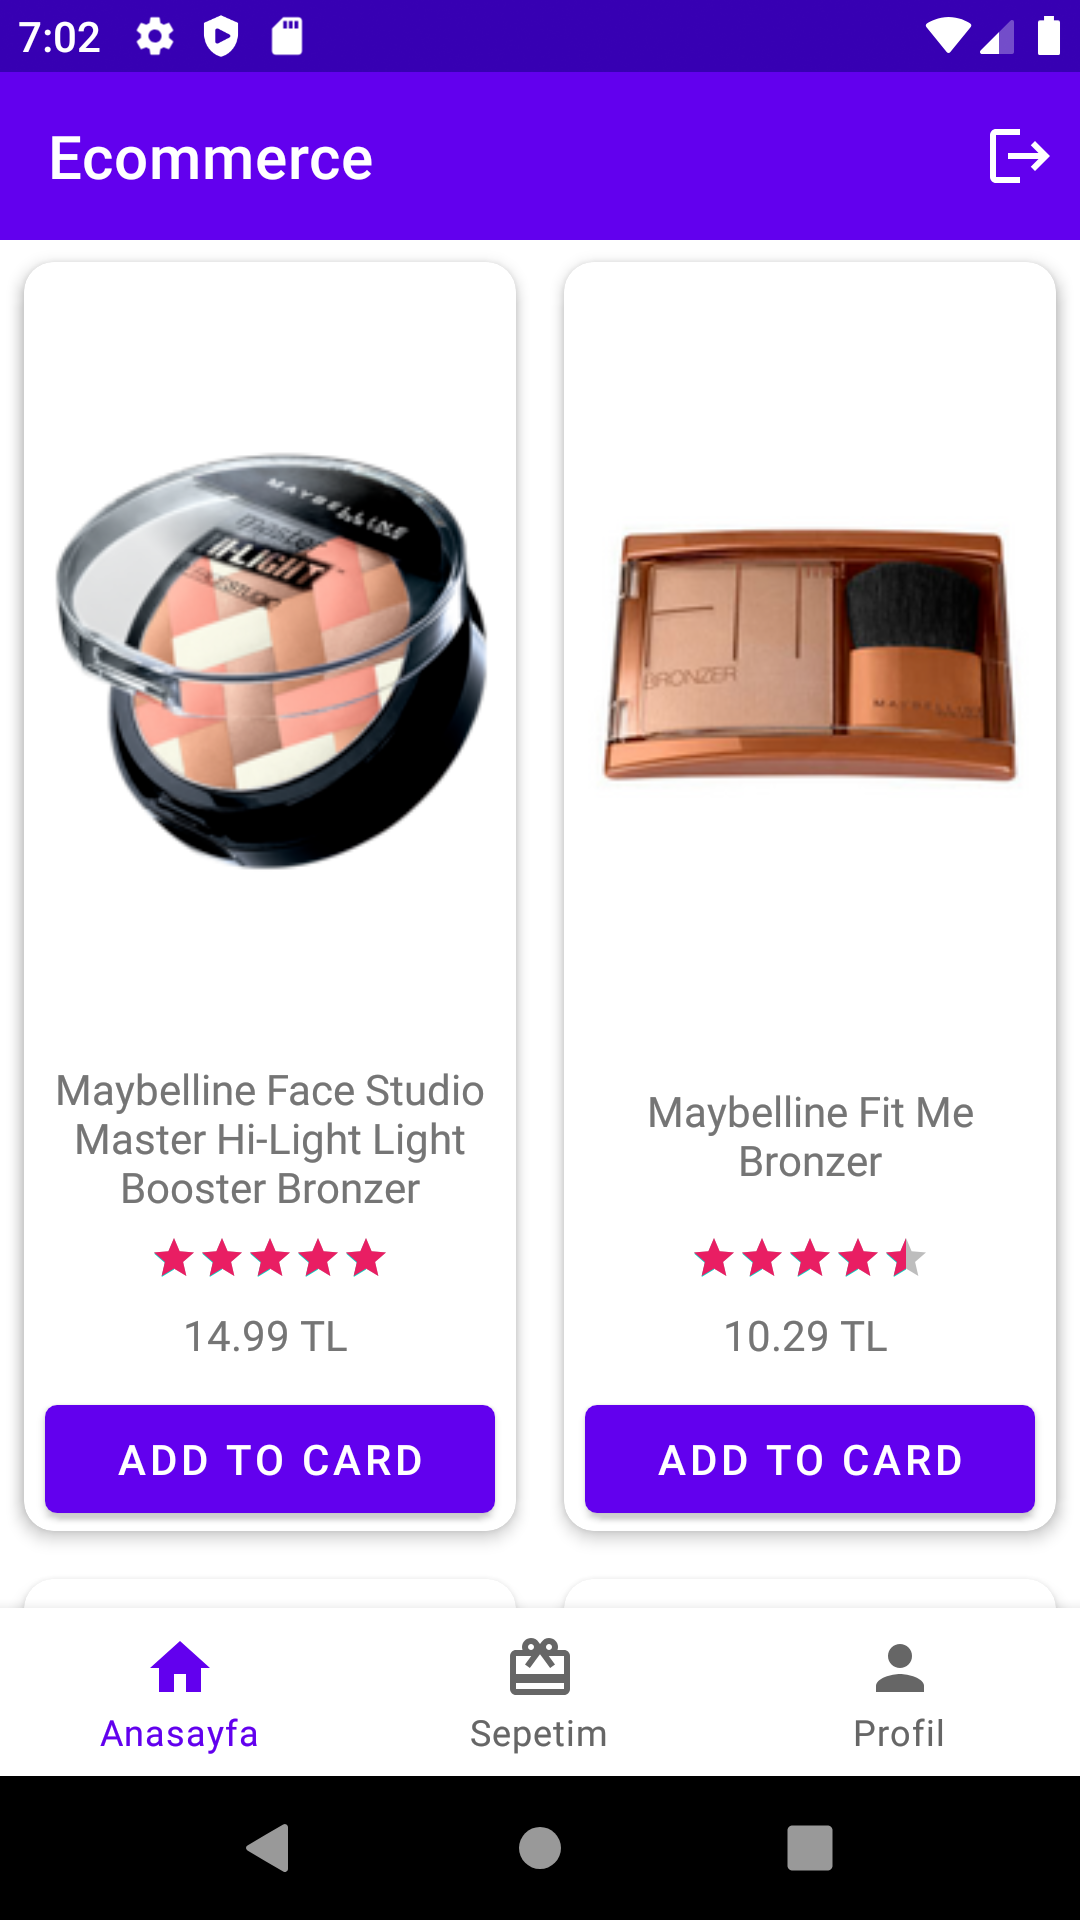 7:02
Ecommerce
MAYBELLINE
master
HI-LIGHT
FACESTUDIO
FIT
me!
BRONZER
MAYBELLINE
Maybelline Face Studio
Master Hi-Light Light
Booster Bronzer
Maybelline Fit Me
Bronzer
14.99 TL
10.29 TL
ADD TO CARD
ADD TO CARD
Anasayfa
Sepetim
Profil